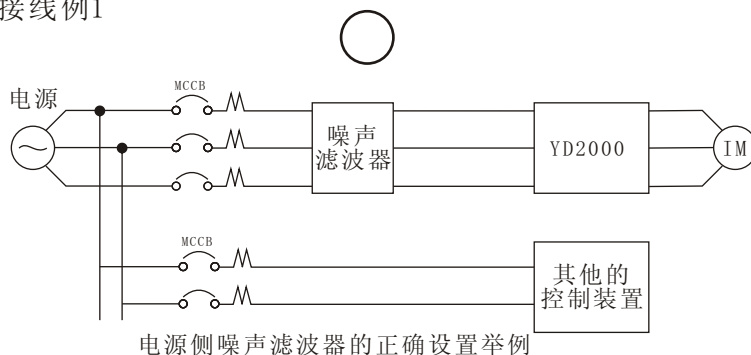 接线例1
电源
MCCB
噪声
滤波器
YD2000
IM
MCCB
其他的
控制装置
电源侧噪声滤波器的正确设置举例